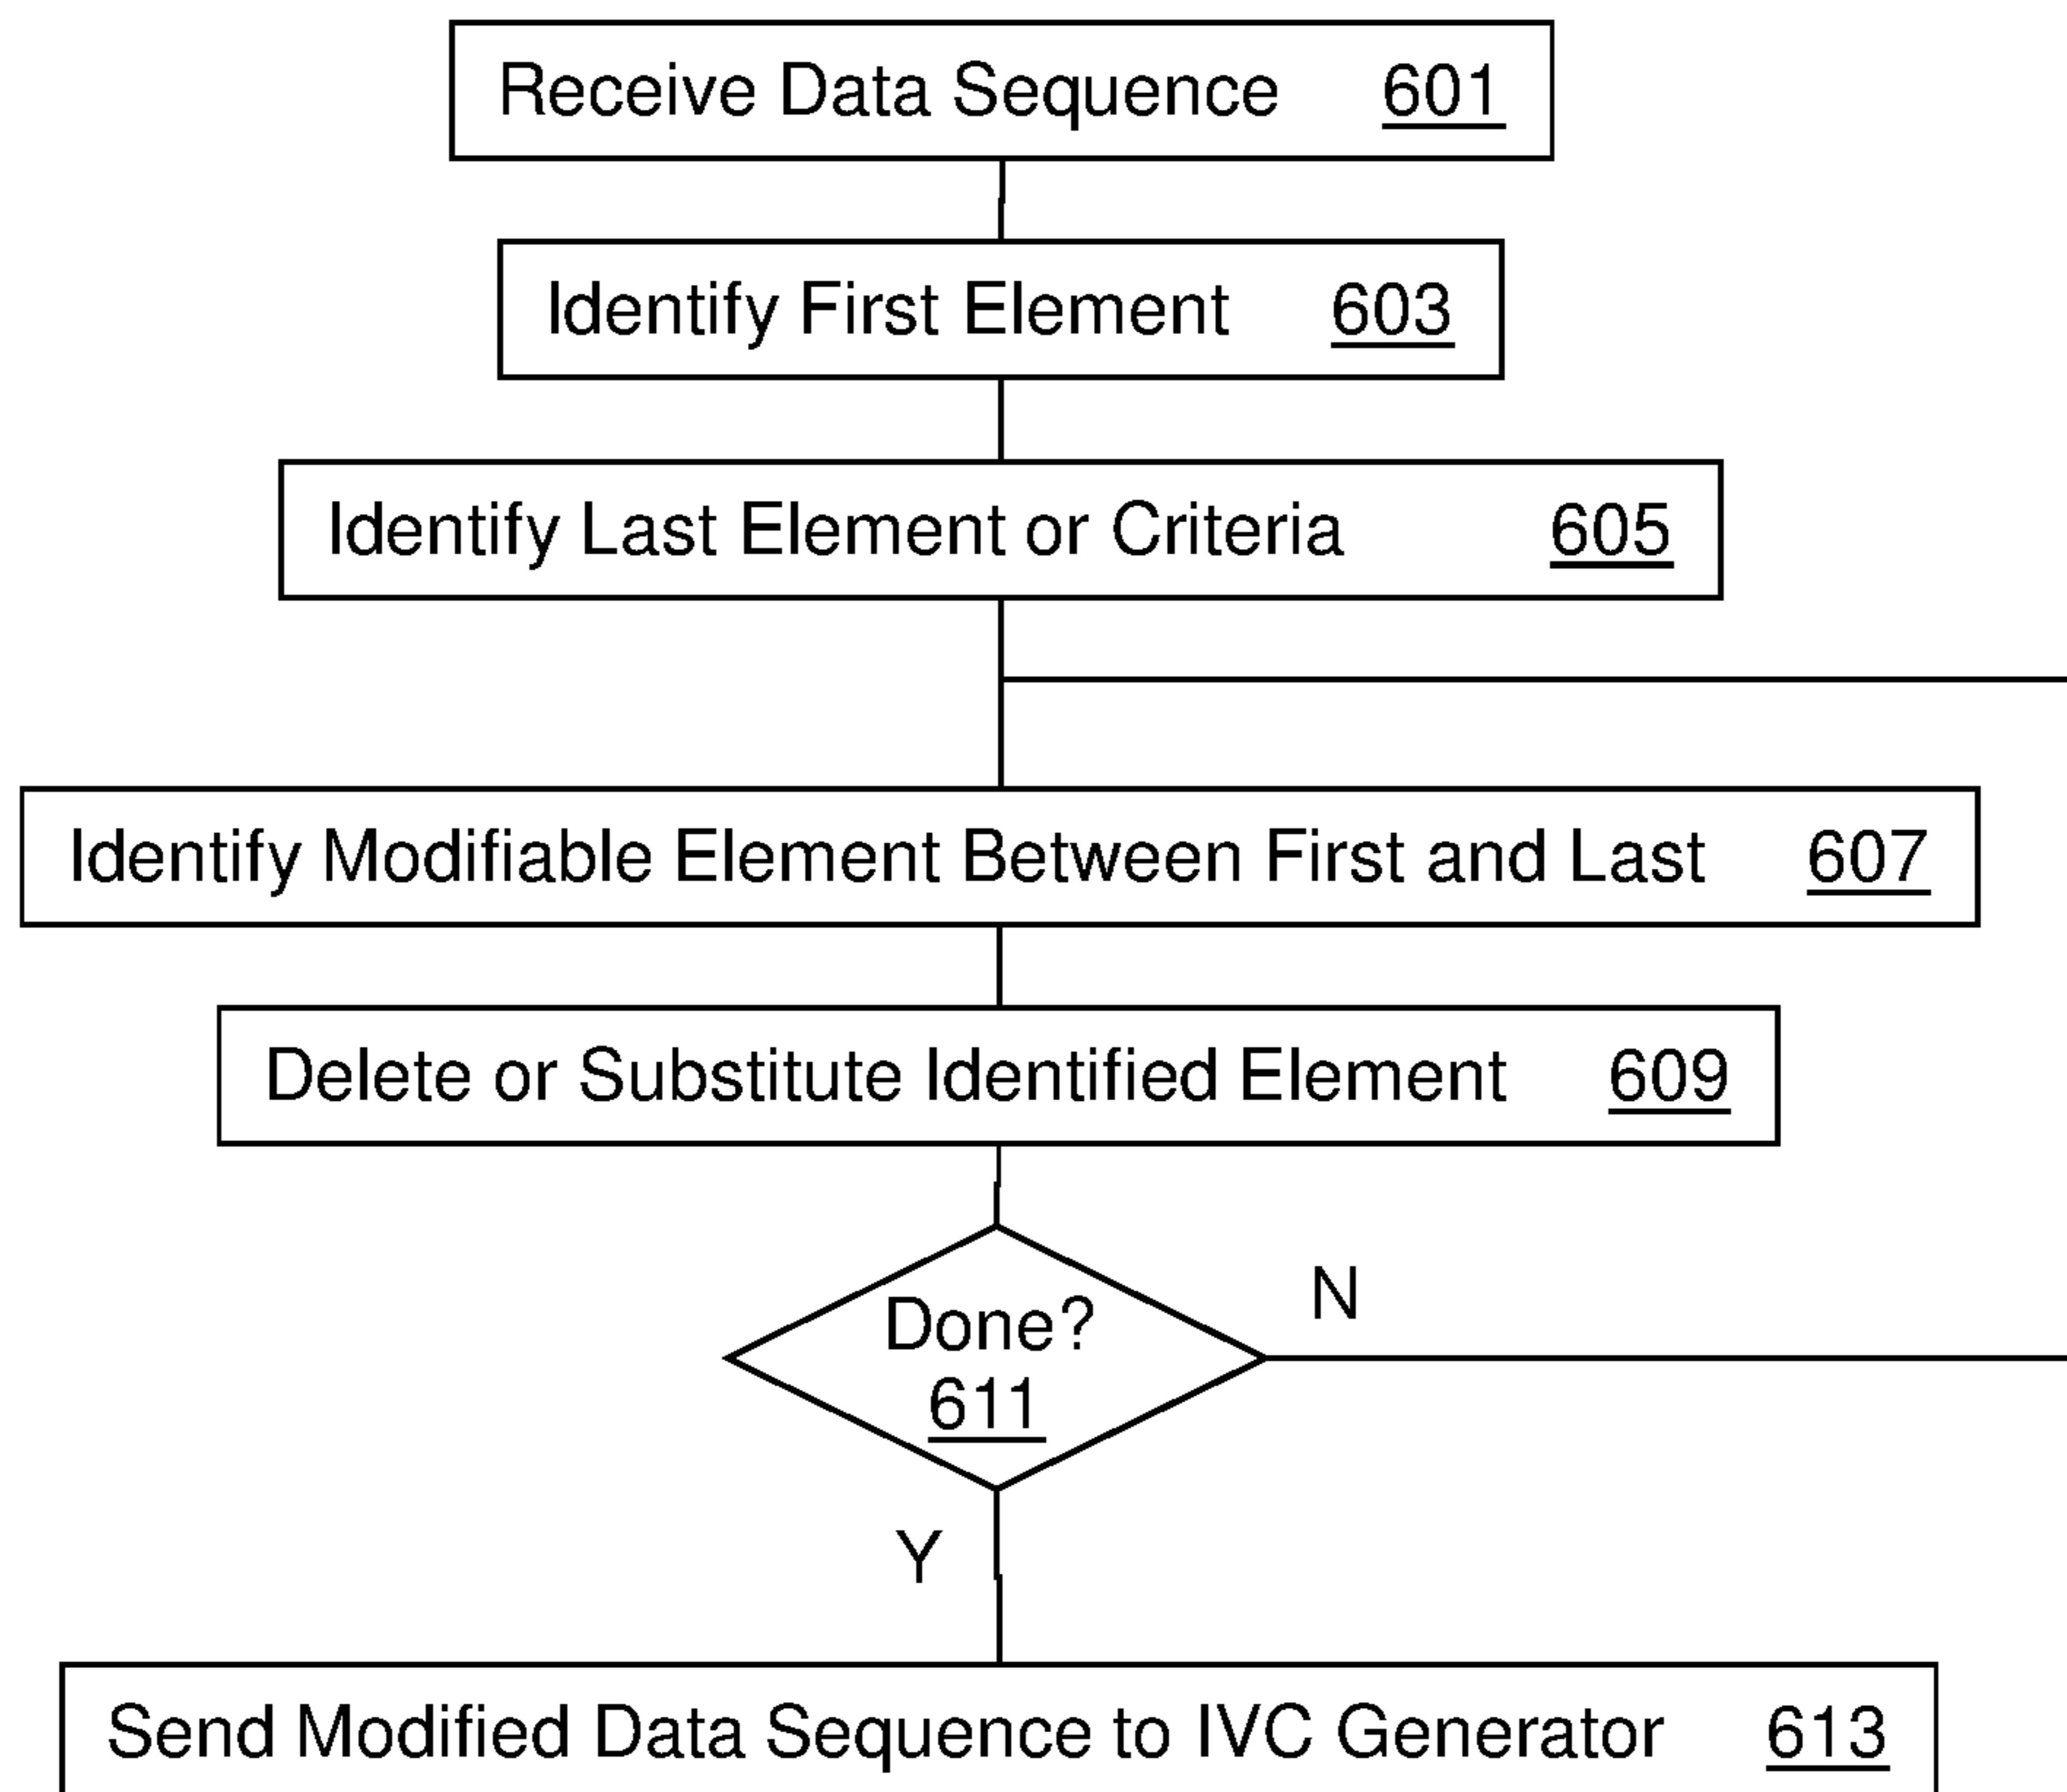 Receive Data Sequence 601
Identify First Element 603
Identify Last Element or Criteria 605
Identify Modifiable Element Between First and Last 607
Delete or Substitute Identified Element 609
Done?
611
N
Y
Send Modified Data Sequence to IVC Generator 613